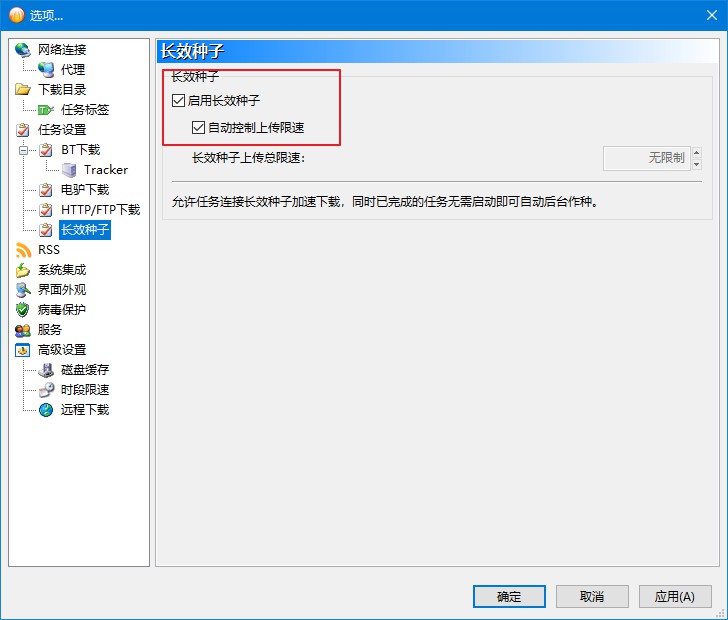 选项...
网络连接
代理
下载目录
任务标签
任务设置
BT下载
Tracker
电驴下载
HTTP/FTP下载
长效种子
RSS
系统集成
界面外观
病毒保护
服务
高级设置
磁盘缓存
时段限速
远程下载
长效种子
长效种子
启用长效种子
自动控制上传限速
长效种子上传总限速:
无限制
允许任务连接长效种子加速下载，同时已完成的任务无需启动即可自动后台作种。
确定
取消
应用(A)